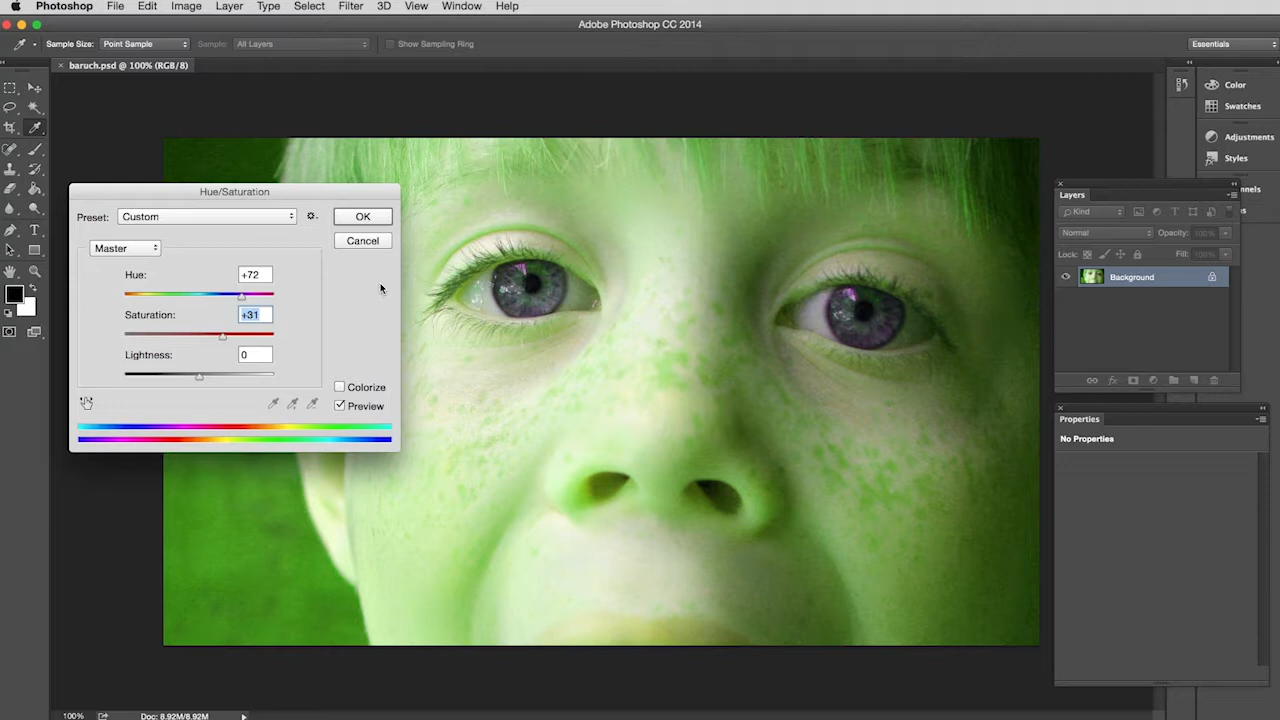 Photoshop File Edit Image Layer Type Select Filter 3D View Window Help
Adobe Photoshop CC 2014
Sample Size: Point Sample Sample: All Layers Show Sampling Ring Essentials
× baruch.psd @ 100% (RGB/8)
Color
Swatches
Adjustments
Styles
Hue/Saturation
Preset: Custom OK
Cancel
Master
Hue: +72
Saturation: +31
Lightness: 0
Colorize
Preview
Layers
Kind
Normal Opacity: 100%
Lock: Fill: 100%
Background
Properties
No Properties
100% Doc: 8.92M/8.92M